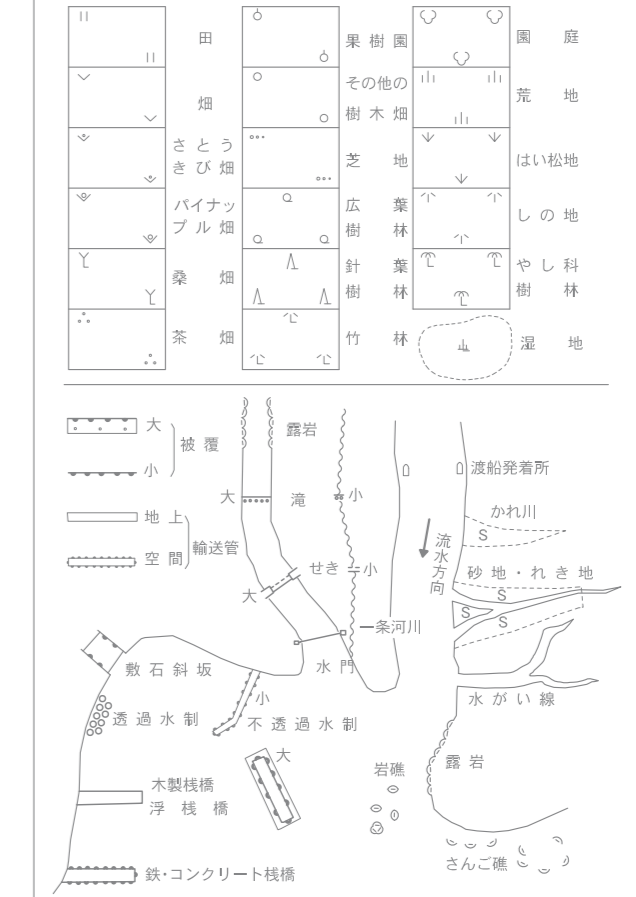 田
畑
さとう
きび畑
パイナッ
プル畑
桑畑
茶畑
果樹園
その他の
樹木畑
芝地
広葉
樹林
針葉
樹林
竹林
園庭
荒地
はい松地
しの地
やし科
樹林
湿地
大
被覆
小
地上
輸送管
空間
露岩
大
滝
小
せき
小
大
一条河川
水門
渡船発着所
かれ川
S
流水方向
砂地・れき地
S
S
S
水がい線
敷石斜坂
透過水制
小
不透過水制
大
木製桟橋
浮桟橋
岩礁
露岩
さんご礁
鉄・コンクリート桟橋